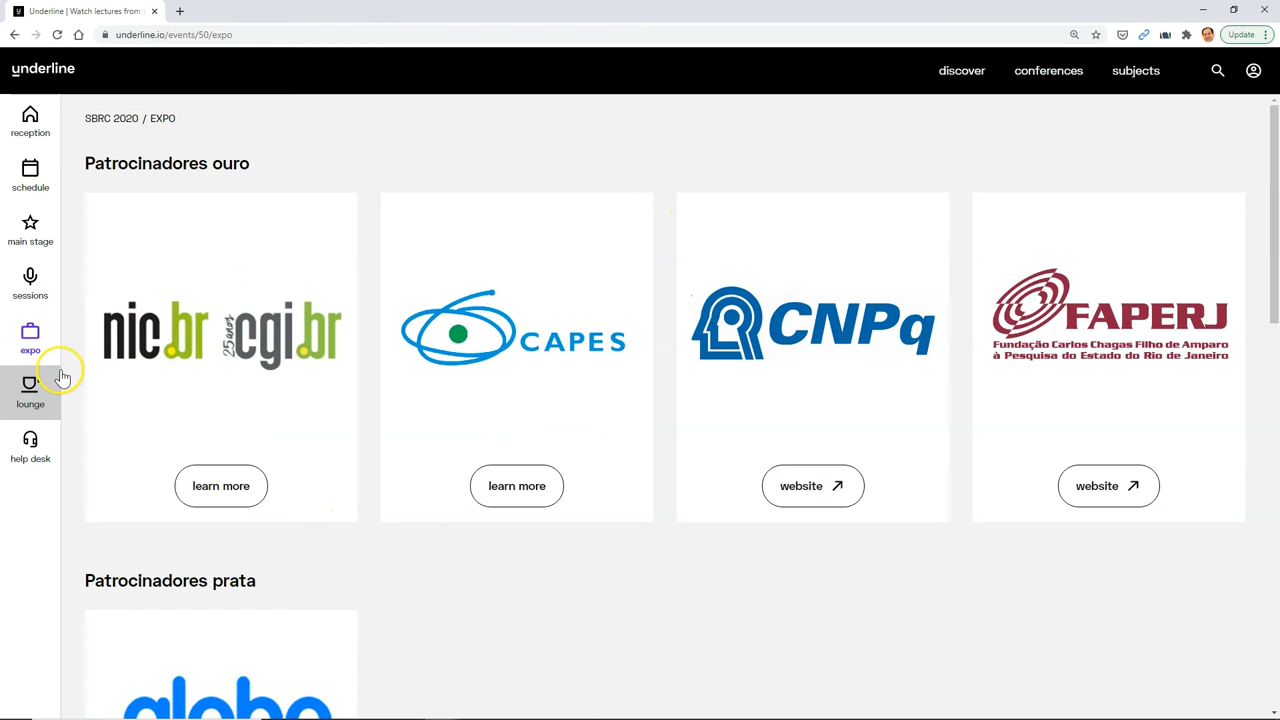 Underline | Watch lectures from
underline.io/events/50/expo
Update
underline
discover
conferences
subjects
reception
schedule
main stage
sessions
expo
lounge
help desk
SBRC 2020 / EXPO
Patrocinadores ouro
nic.br 25 anos cgi.br
CAPES
CNPq
FAPERJ
Fundação Carlos Chagas Filho de Amparo
à Pesquisa do Estado do Rio de Janeiro
learn more
learn more
website
website
Patrocinadores prata
globo